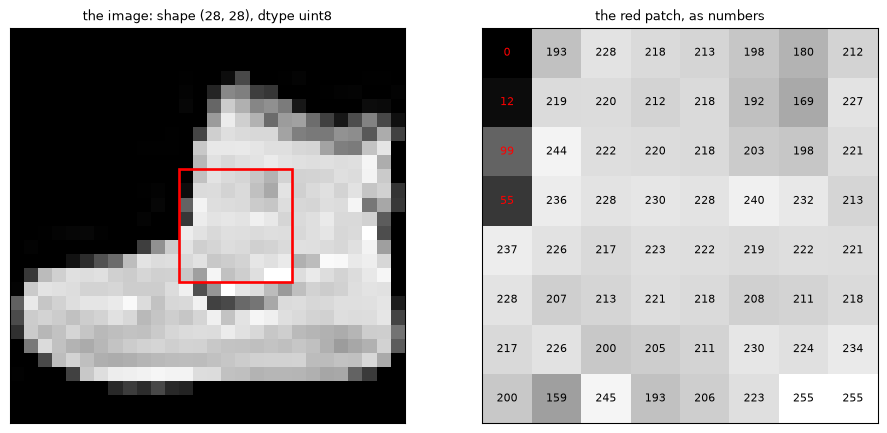 the image: shape (28, 28), dtype uint8
the red patch, as numbers
0 193 228 218 213 198 180 212
12 219 220 212 218 192 169 227
99 244 222 220 218 203 198 221
55 236 228 230 228 240 232 213
237 226 217 223 222 219 222 221
228 207 213 221 218 208 211 218
217 226 200 205 211 230 224 234
200 159 245 193 206 223 255 255